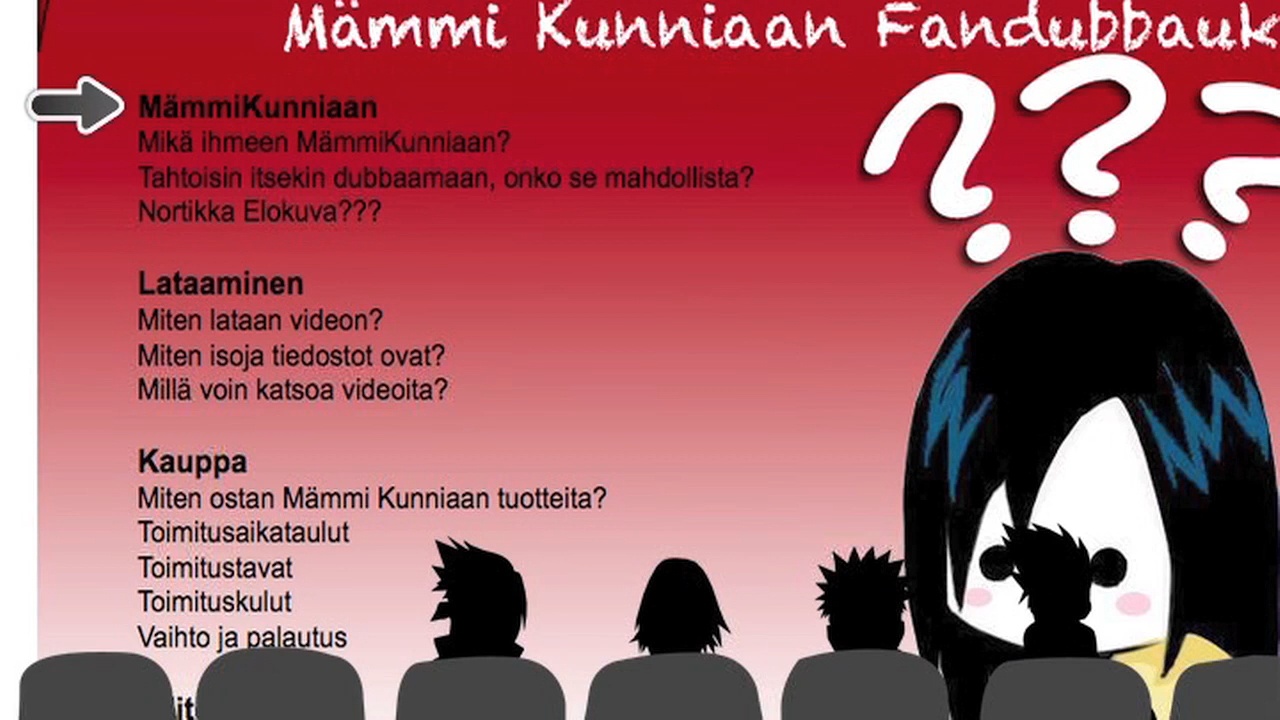 Mämmi Kunniaan Fandubbauk
???
MämmiKunniaan
Mikä ihmeen MämmiKunniaan?
Tahtoisin itsekin dubbaamaan, onko se mahdollista?
Nortikka Elokuva???
Lataaminen
Miten lataan videon?
Miten isoja tiedostot ovat?
Millä voin katsoa videoita?
Kauppa
Miten ostan Mämmi Kunniaan tuotteita?
Toimitusaikataulut
Toimitustavat
Toimituskulut
Vaihto ja palautus